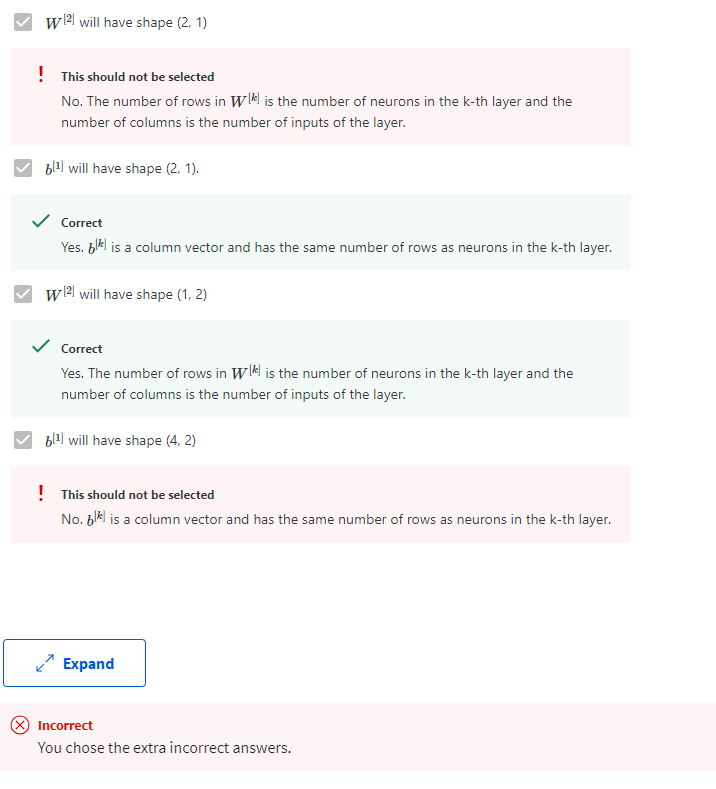 W[2] will have shape (2, 1)
This should not be selected
No. The number of rows in W[k] is the number of neurons in the k-th layer and the
number of columns is the number of inputs of the layer.
b[1] will have shape (2, 1).
Correct
Yes. b[k] is a column vector and has the same number of rows as neurons in the k-th layer.
W[2] will have shape (1, 2)
Correct
Yes. The number of rows in W[k] is the number of neurons in the k-th layer and the
number of columns is the number of inputs of the layer.
b[1] will have shape (4, 2)
This should not be selected
No. b[k] is a column vector and has the same number of rows as neurons in the k-th layer.
Expand
Incorrect
You chose the extra incorrect answers.